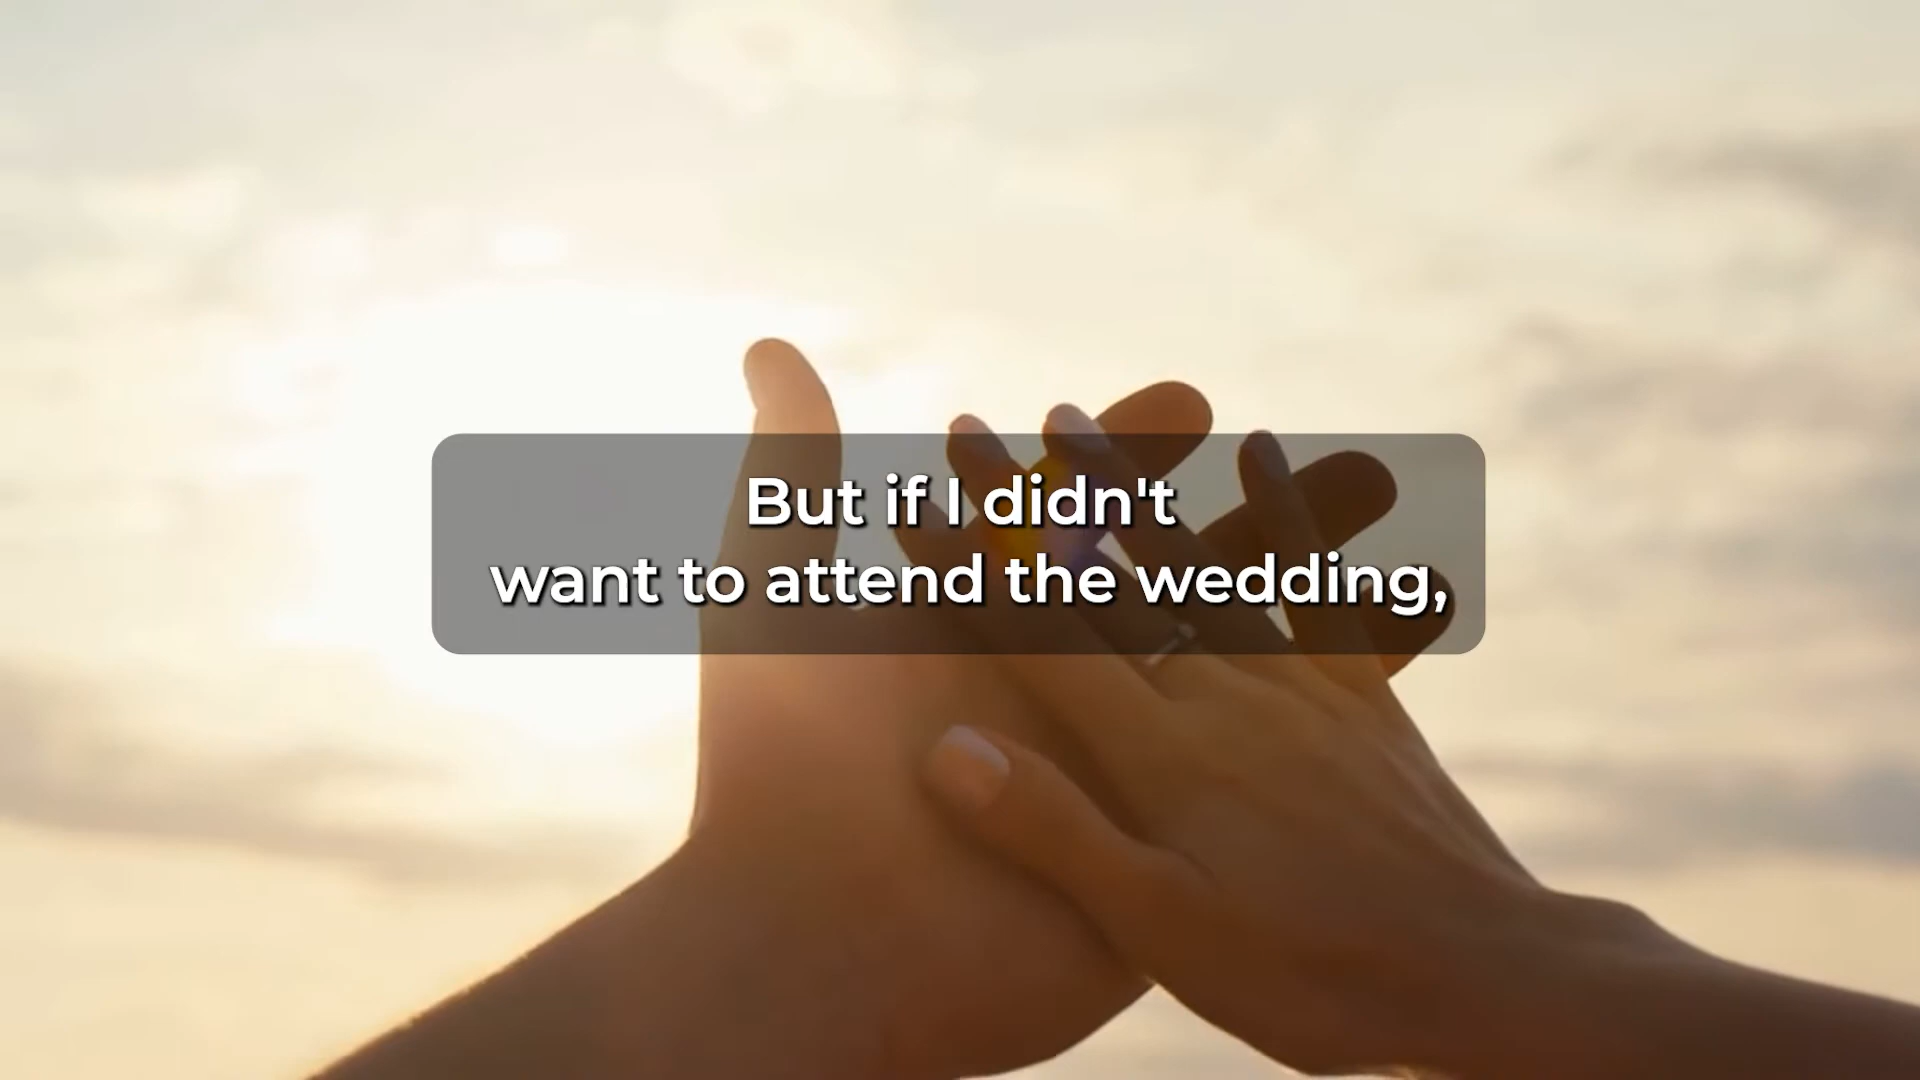 But if I didn't
want to attend the wedding,